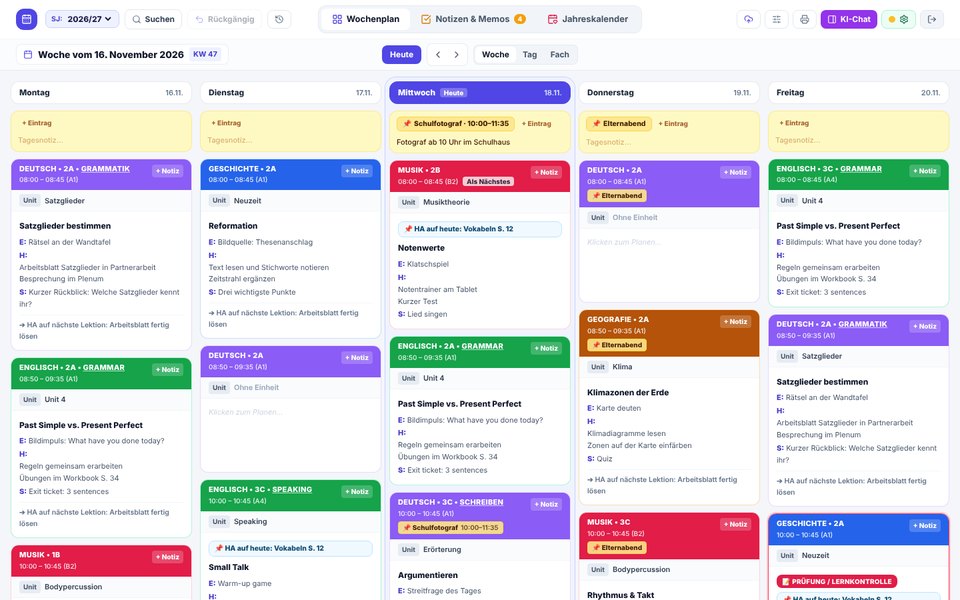 SJ: 2026/27
Suchen
Rückgängig
Wochenplan
Notizen & Memos 4
Jahreskalender
KI-Chat
Woche vom 16. November 2026 KW 47
Heute
Woche Tag Fach
Montag 16.11.
+ Eintrag
Tagesnotiz...
DEUTSCH • 2A • GRAMMATIK
+ Notiz
08:00 – 08:45 (A1)
Unit Satzglieder
Satzglieder bestimmen
E: Rätsel an der Wandtafel
H:
Arbeitsblatt Satzglieder in Partnerarbeit
Besprechung im Plenum
S: Kurzer Rückblick: Welche Satzglieder kennt
ihr?
➔ HA auf nächste Lektion: Arbeitsblatt fertig
lösen
ENGLISCH • 2A • GRAMMAR
+ Notiz
08:50 – 09:35 (A1)
Unit Unit 4
Past Simple vs. Present Perfect
E: Bildimpuls: What have you done today?
H:
Regeln gemeinsam erarbeiten
Übungen im Workbook S. 34
S: Exit ticket: 3 sentences
➔ HA auf nächste Lektion: Arbeitsblatt fertig
lösen
MUSIK • 1B
+ Notiz
10:00 – 10:45 (B2)
Unit Bodypercussion
Dienstag 17.11.
+ Eintrag
Tagesnotiz...
GESCHICHTE • 2A
+ Notiz
08:00 – 08:45 (A1)
Unit Neuzeit
Reformation
E: Bildquelle: Thesenanschlag
H:
Text lesen und Stichworte notieren
Zeitstrahl ergänzen
S: Drei wichtigste Punkte
➔ HA auf nächste Lektion: Arbeitsblatt fertig
lösen
DEUTSCH • 2A
+ Notiz
08:50 – 09:35 (A1)
Unit Ohne Einheit
Klicken zum Planen...
ENGLISCH • 3C • SPEAKING
+ Notiz
10:00 – 10:45 (A4)
Unit Speaking
📌 HA auf heute: Vokabeln S. 12
Small Talk
E: Warm-up game
H:
Mittwoch Heute 18.11.
📌 Schulfotograf · 10:00–11:35 + Eintrag
Fotograf ab 10 Uhr im Schulhaus
MUSIK • 2B
+ Notiz
08:00 – 08:45 (B2) Als Nächstes
Unit Musiktheorie
📌 HA auf heute: Vokabeln S. 12
Notenwerte
E: Klatschspiel
H:
Notentrainer am Tablet
Kurzer Test
S: Lied singen
ENGLISCH • 2A • GRAMMAR
+ Notiz
08:50 – 09:35 (A1)
Unit Unit 4
Past Simple vs. Present Perfect
E: Bildimpuls: What have you done today?
H:
Regeln gemeinsam erarbeiten
Übungen im Workbook S. 34
S: Exit ticket: 3 sentences
DEUTSCH • 3C • SCHREIBEN
+ Notiz
10:00 – 10:45 (A1)
📌 Schulfotograf 10:00–11:35
Unit Erörterung
Argumentieren
E: Streitfrage des Tages
Donnerstag 19.11.
📌 Elternabend + Eintrag
Tagesnotiz...
DEUTSCH • 2A
+ Notiz
08:00 – 08:45 (A1)
📌 Elternabend
Unit Ohne Einheit
Klicken zum Planen...
GEOGRAFIE • 2A
+ Notiz
08:50 – 09:35 (A1)
📌 Elternabend
Unit Klima
Klimazonen der Erde
E: Karte deuten
H:
Klimadiagramme lesen
Zonen auf der Karte einfärben
S: Quiz
➔ HA auf nächste Lektion: Arbeitsblatt fertig
lösen
MUSIK • 3C
+ Notiz
10:00 – 10:45 (B2)
📌 Elternabend
Unit Bodypercussion
Rhythmus & Takt
Freitag 20.11.
+ Eintrag
Tagesnotiz...
ENGLISCH • 3C • GRAMMAR
+ Notiz
08:00 – 08:45 (A4)
Unit Unit 4
Past Simple vs. Present Perfect
E: Bildimpuls: What have you done today?
H:
Regeln gemeinsam erarbeiten
Übungen im Workbook S. 34
S: Exit ticket: 3 sentences
DEUTSCH • 2A • GRAMMATIK
+ Notiz
08:50 – 09:35 (A1)
Unit Satzglieder
Satzglieder bestimmen
E: Rätsel an der Wandtafel
H:
Arbeitsblatt Satzglieder in Partnerarbeit
Besprechung im Plenum
S: Kurzer Rückblick: Welche Satzglieder kennt
ihr?
➔ HA auf nächste Lektion: Arbeitsblatt fertig
lösen
GESCHICHTE • 2A
+ Notiz
10:00 – 10:45 (A1)
Unit Neuzeit
📝 PRÜFUNG / LERNKONTROLLE
📌 HA auf heute: Vokabeln S. 12